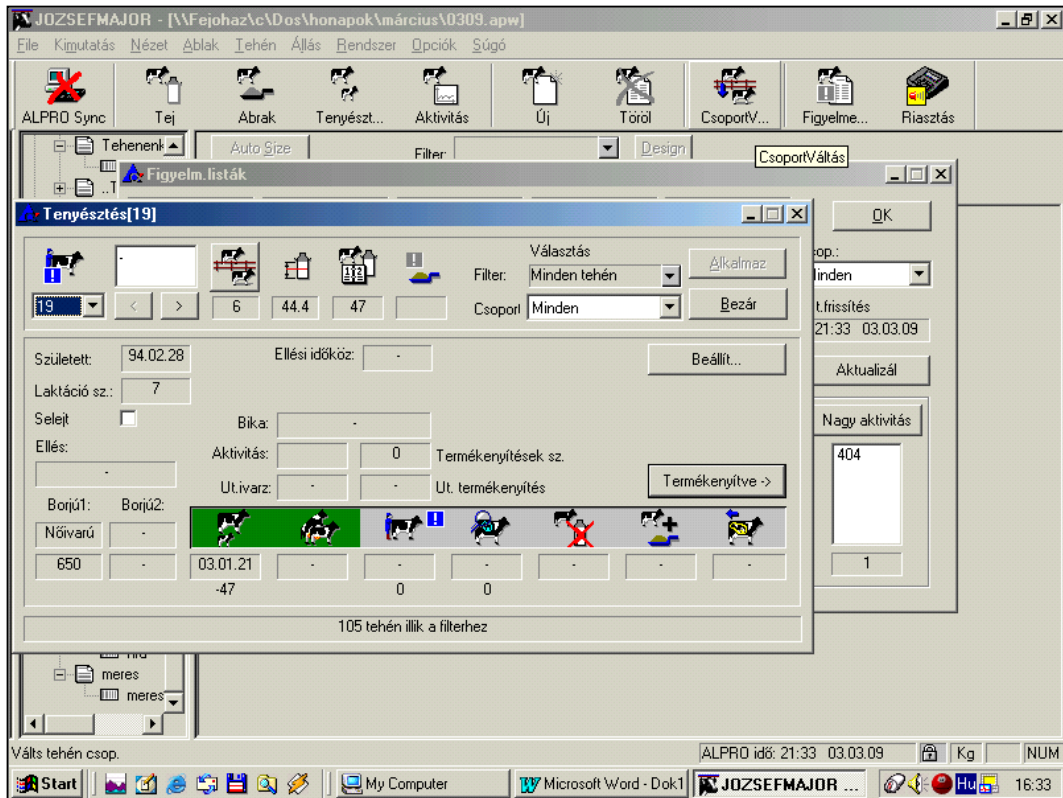 JOZSEFMAJOR - [\\Fejohaz\c\Dos\honapok\március\0309.apw]
File Kimutatás Nézet Ablak Tehén Állás Rendszer Opciók Súgó
ALPRO Sync Tej Abrak Tenyészt... Aktivitás Új Töröl CsoportV... Figyelme... Riasztás
Tehenenk Auto Size Filter: Design
CsoportVáltás
..T Figyelm.listák
Tenyésztés[19]
OK
Választás
Filter: Minden tehén Alkalmaz
19 < > 6 44.4 47 Csoport Minden Bezár
t.frissítés
21:33 03.03.09
Született: 94.02.28 Ellési időköz: - Beállít...
Aktualizál
Laktáció sz.: 7
Selejt Bika: - Nagy aktivitás
Ellés: Aktivitás: 0 Termékenyítések sz. 404
- Ut.ivarz: - - Ut. termékenyítés Termékenyítve ->
Borjú1: Borjú2:
Nőivarú -
650 - 03.01.21 - - - - - - 1
-47 0 0
105 tehén illik a filterhez
meres
meres
Válts tehén csop. ALPRO idő: 21:33 03.03.09 Kg NUM
Start My Computer Microsoft Word - Dok1 JOZSEFMAJOR ... Hu 16:33